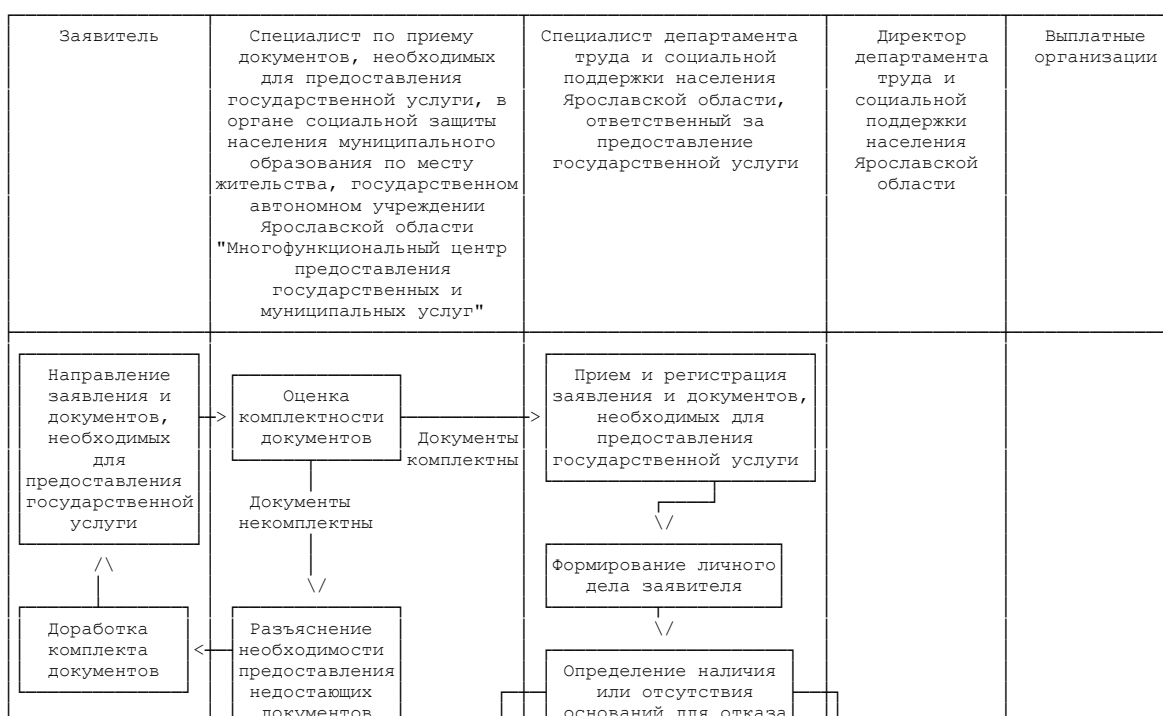 Заявитель
Специалист по приему
документов, необходимых
для предоставления
государственной услуги, в
органе социальной защиты
населения муниципального
образования по месту
жительства, государственном
автономном учреждении
Ярославской области
"Многофункциональный центр
предоставления
государственных и
муниципальных услуг"
Специалист департамента
труда и социальной
поддержки населения
Ярославской области,
ответственный за
предоставление
государственной услуги
Директор
департамента
труда и
социальной
поддержки
населения
Ярославской
области
Выплатные
организации
Направление
заявления и
документов,
необходимых
для
предоставления
государственной
услуги
Оценка
комплектности
документов
Документы
комплектны
Прием и регистрация
заявления и документов,
необходимых для
предоставления
государственной услуги
Документы
некомплектны
Формирование личного
дела заявителя
Доработка
комплекта
документов
Разъяснение
необходимости
предоставления
недостающих
документов
Определение наличия
или отсутствия
оснований для отказа